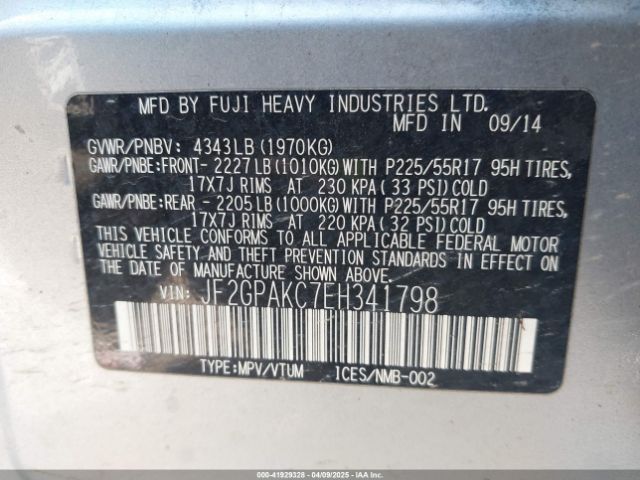 MFD BY FUJI HEAVY INDUSTRIES LTD.
MFD IN 09/14
GVWR/PNBV: 4343LB (1970KG)
GAWR/PNBE:FRONT- 2227LB (1010KG) WITH P225/55R17 95H TIRES,
17X7J RIMS AT 230 KPA ( 33 PSI) COLD
GAWR/PNBE:REAR - 2205LB (1000KG) WITH P225/55R17 95H TIRES,
17X7J RIMS AT 220 KPA ( 32 PSI) COLD
THIS VEHICLE CONFORMS TO ALL APPLICABLE FEDERAL MOTOR
VEHICLE SAFETY AND THEFT PREVENTION STANDARDS IN EFFECT ON
THE DATE OF MANUFACTURE SHOWN ABOVE.
VIN: JF2GPAKC7EH341798
TYPE:MPV/VTUM ICES/NMB-002
000-41929328 - 04/09/2025 - IAAI.COM